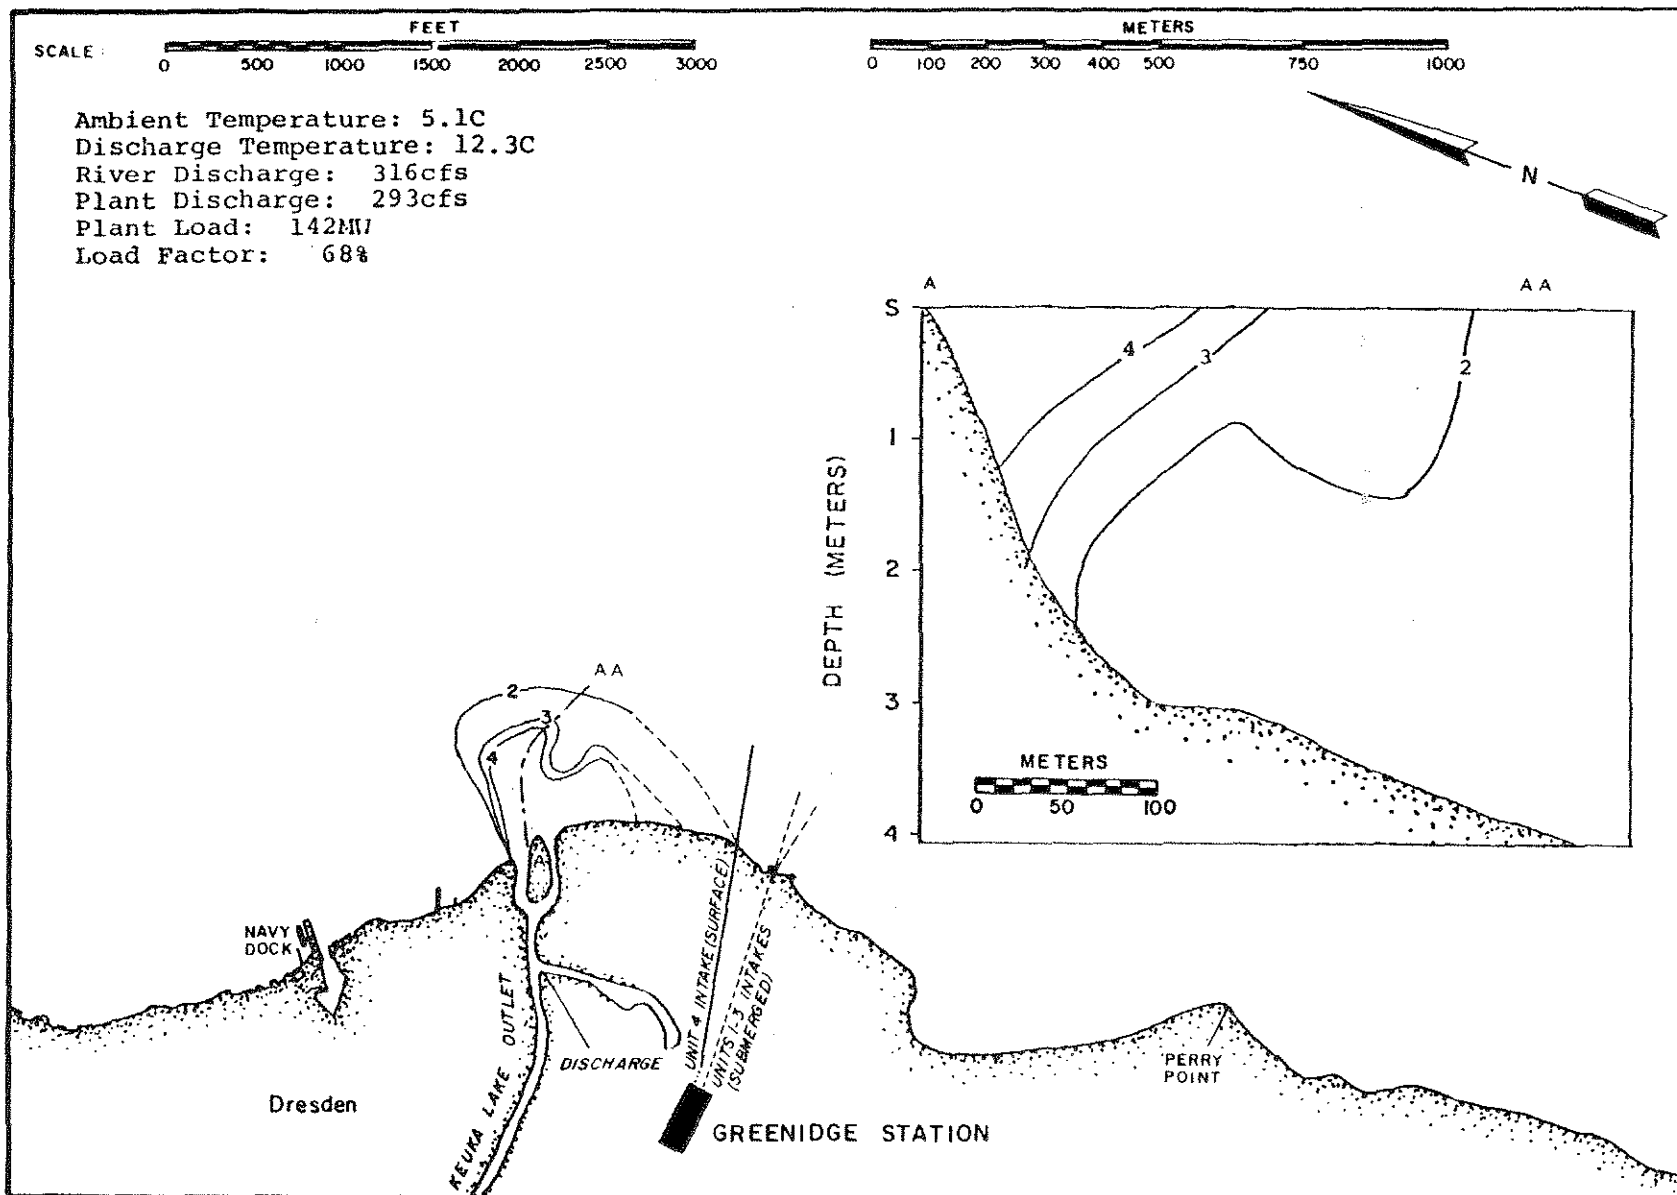 FEET
METERS
SCALE:
0 500 1000 1500 2000 2500 3000
0 100 200 300 400 500 750 1000
Ambient Temperature: 5.1C
Discharge Temperature: 12.3C
River Discharge: 316cfs
Plant Discharge: 293cfs
Plant Load: 142MW
Load Factor: 68%
N
A
AA
S
4
3
2
1
2
3
4
DEPTH (METERS)
METERS
0 50 100
AA
2
3
4
A
NAVY
DOCK
KEUKA LAKE OUTLET
DISCHARGE
UNIT 4 INTAKE (SURFACE)
UNITS 1-3 INTAKES
(SUBMERGED)
PERRY
POINT
Dresden
GREENIDGE STATION